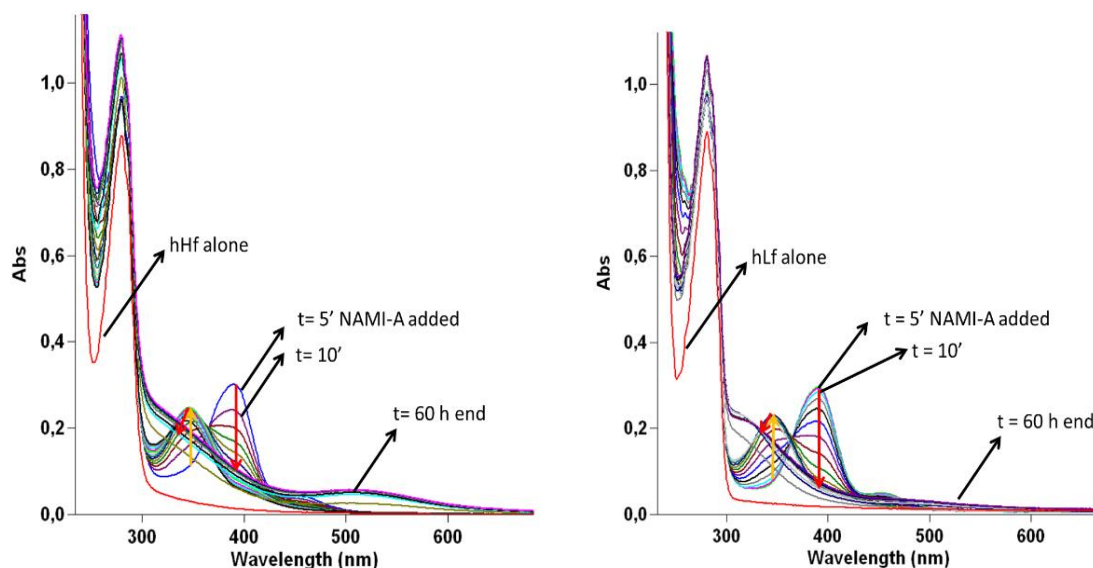 1,0
0,8
0,6
0,4
0,2
0,0
Abs
hHf alone
t= 5’ NAMI-A added
t= 10’
t= 60 h end
300
400
500
600
Wavelength (nm)
1,0
0,8
0,6
0,4
0,2
0,0
Abs
hLf alone
t= 5’ NAMI-A added
t = 10’
t = 60 h end
300
400
500
600
Wavelength (nm)